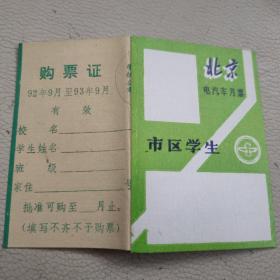 购票证
92年9月至93年9月
有效
校名
学生姓名
班级
家住 号
批准可购至 月止
（填写不齐不予购票）
北京
电汽车月票
市区学生